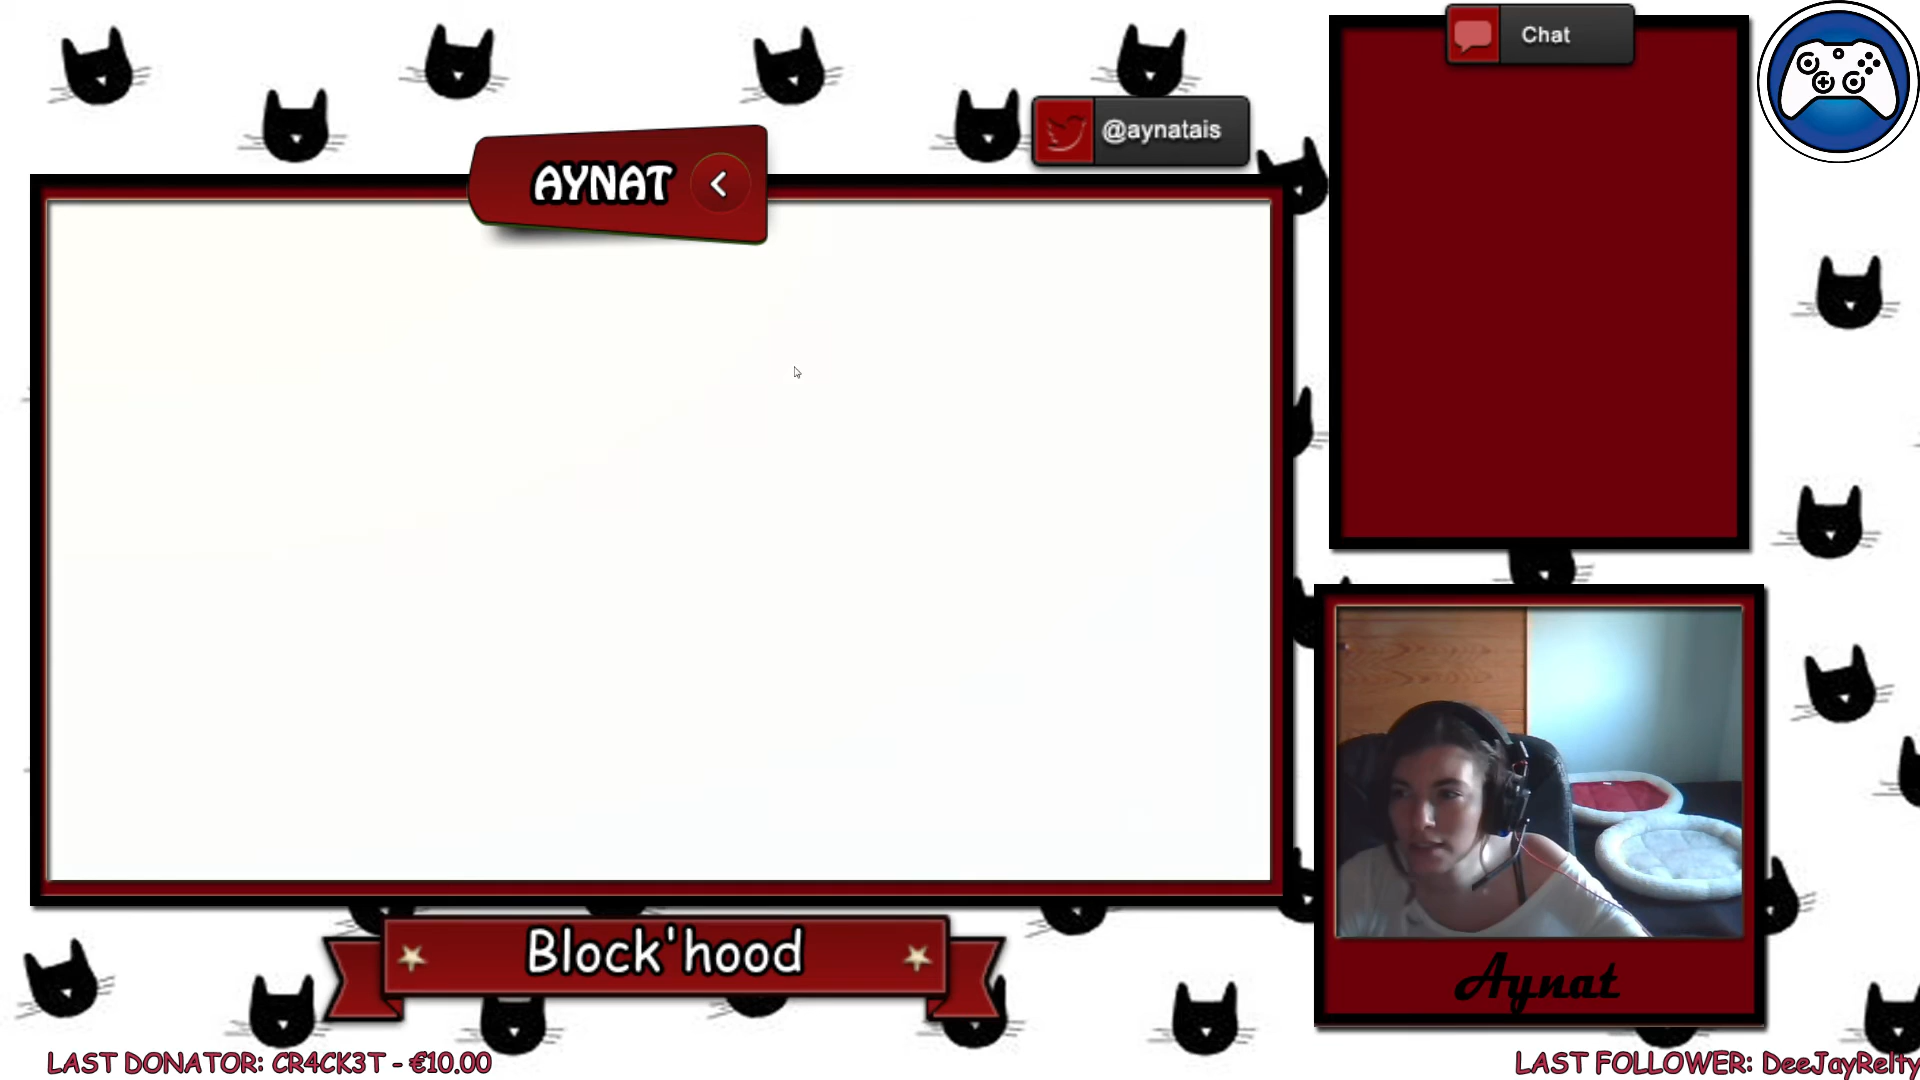 Chat
@aynatais
AYNAT
Block'hood
Aynat
LAST DONATOR: CR4CK3T - €10.00
LAST FOLLOWER: DeeJayRelty